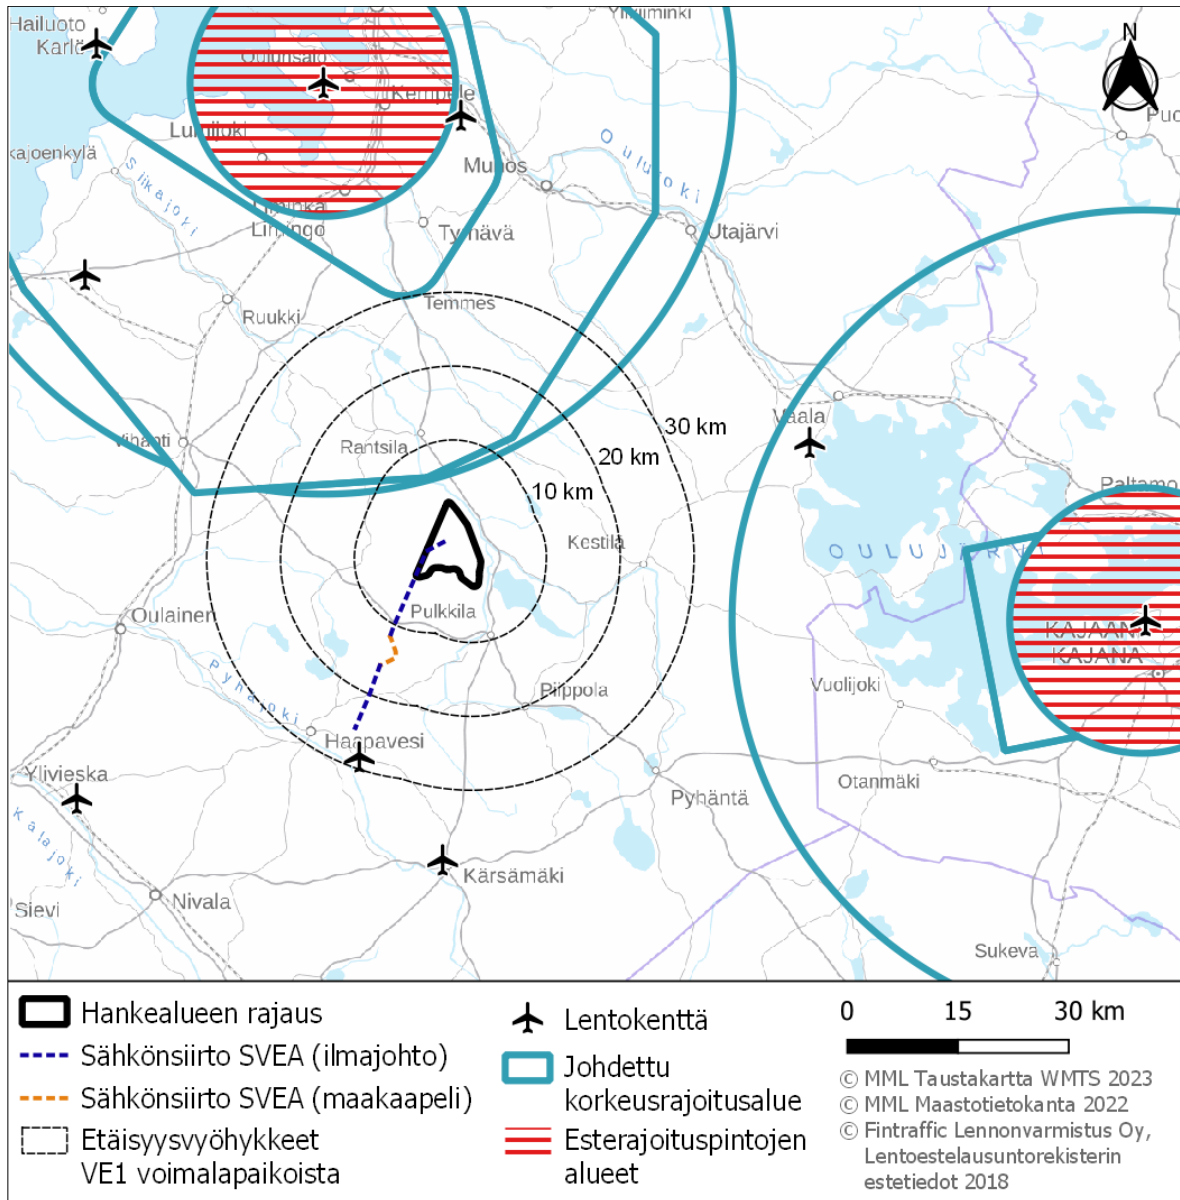 Hailuoto
Karlö
Oulunsalo
Kempele
Ylikiiminki
N
Lumijoki
kajoenkylä
Siikajoki
Muhos
Oulujoki
Liminka
Limingo
Tyrnävä
Utajärvi
Temmes
Ruukki
Vaala
30 km
Vihanti
Rantsila
20 km
10 km
Paltamo
Kestilä
OULUJÄRVI
Oulainen
Pulkkila
KAJAANI
KAJANA
Pyhäjoki
Piippola
Vuolijoki
Haapavesi
Ylivieska
Otanmäki
Pyhäntä
Kalajoki
Kärsämäki
Nivala
Sievi
Sukeva
Hankealueen rajaus
Sähkönsiirto SVEA (ilmajohto)
Sähkönsiirto SVEA (maakaapeli)
Etäisyysvyöhykkeet
VE1 voimalapaikoista
Lentokenttä
Johdettu
korkeusrajoitusalue
Esterajoituspintojen
alueet
0 15 30 km
© MML Taustakartta WMTS 2023
© MML Maastotietokanta 2022
© Fintraffic Lennonvarmistus Oy,
Lentoestelausuntorekisterin
estetiedot 2018